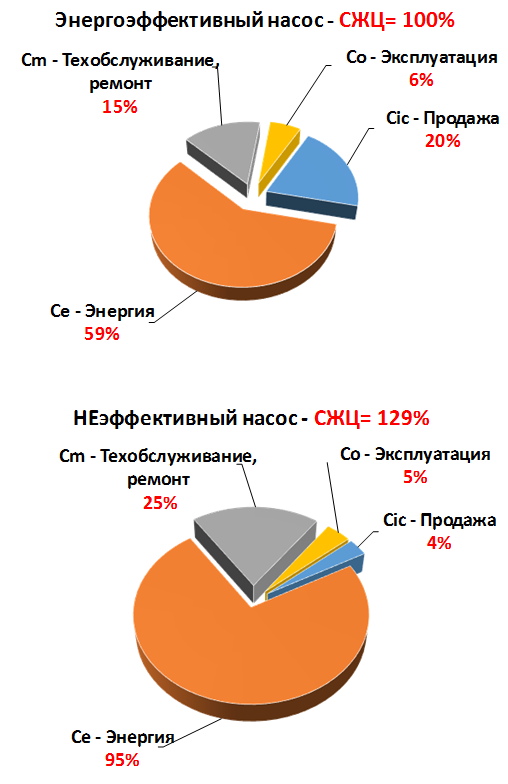 Энергоэффективный насос - СЖЦ= 100%
Cm - Техобслуживание,
ремонт
15%
Co - Эксплуатация
6%
Cic - Продажа
20%
Ce - Энергия
59%
НЕэффективный насос - СЖЦ= 129%
Cm - Техобслуживание,
ремонт
25%
Co - Эксплуатация
5%
Cic - Продажа
4%
Ce - Энергия
95%